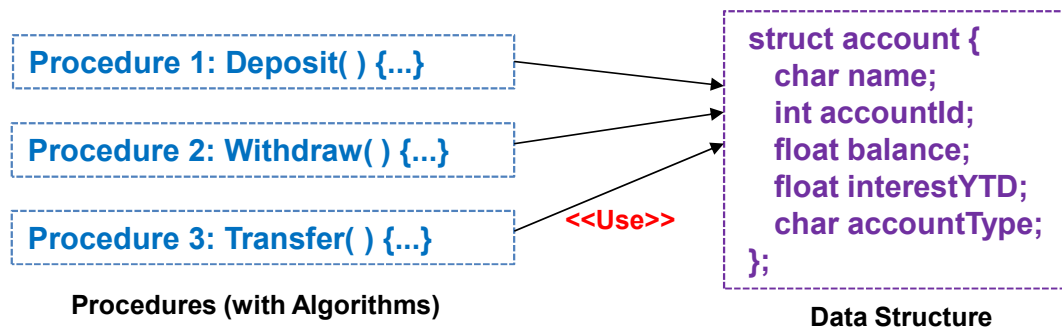 Procedure 1: Deposit( ) {...}
Procedure 2: Withdraw( ) {...}
Procedure 3: Transfer( ) {...}
<<Use>>
Procedures (with Algorithms)
struct account {
char name;
int accountId;
float balance;
float interestYTD;
char accountType;
};
Data Structure